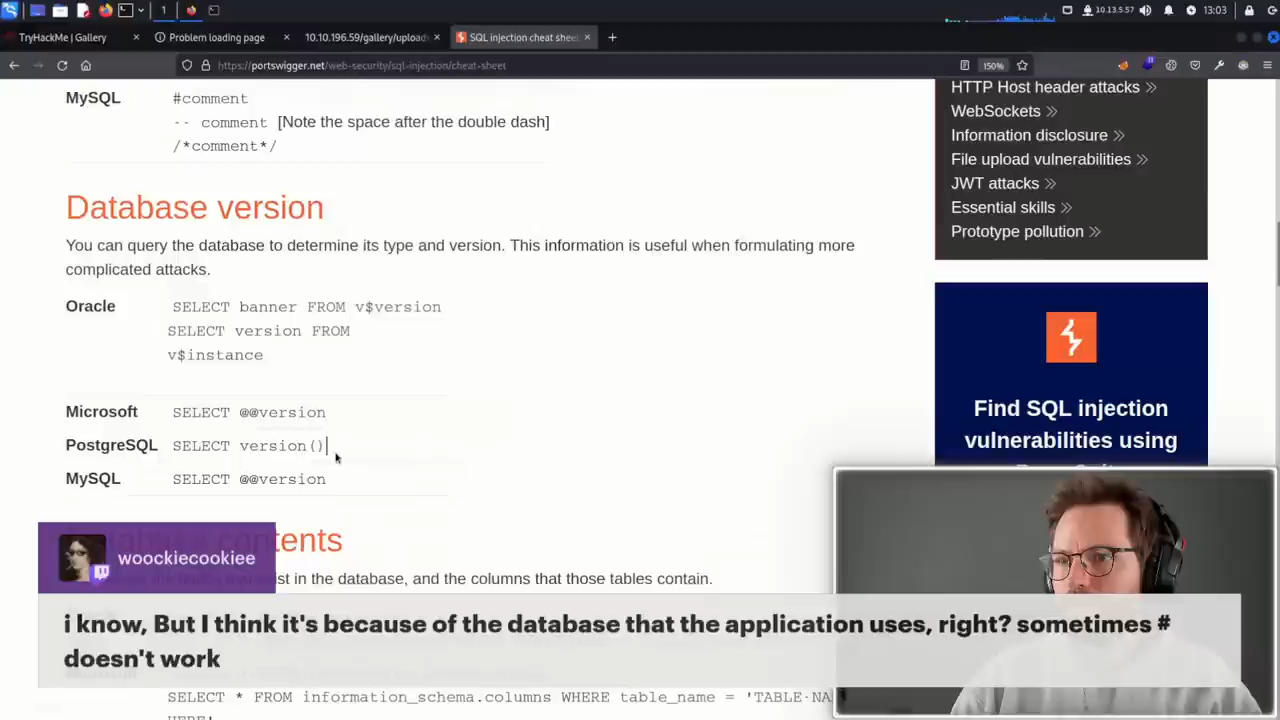 1
10.13.5.57
13:03
TryHackMe | Gallery
Problem loading page
10.10.196.59/gallery/upload
SQL injection cheat shee
https://portswigger.net/web-security/sql-injection/cheat-sheet
150%
MySQL #comment
-- comment [Note the space after the double dash]
/*comment*/
Database version
You can query the database to determine its type and version. This information is useful when formulating more
complicated attacks.
Oracle SELECT banner FROM v$version
SELECT version FROM
v$instance
Microsoft SELECT @@version
PostgreSQL SELECT version()
MySQL SELECT @@version
HTTP Host header attacks
WebSockets
Information disclosure
File upload vulnerabilities
JWT attacks
Essential skills
Prototype pollution
Find SQL injection
vulnerabilities using
woockiecookiee
contents
in the database, and the columns that those tables contain.
i know, But I think it's because of the database that the application uses, right? sometimes #
doesn't work
SELECT * FROM information_schema.columns WHERE table_name = 'TABLE-NA